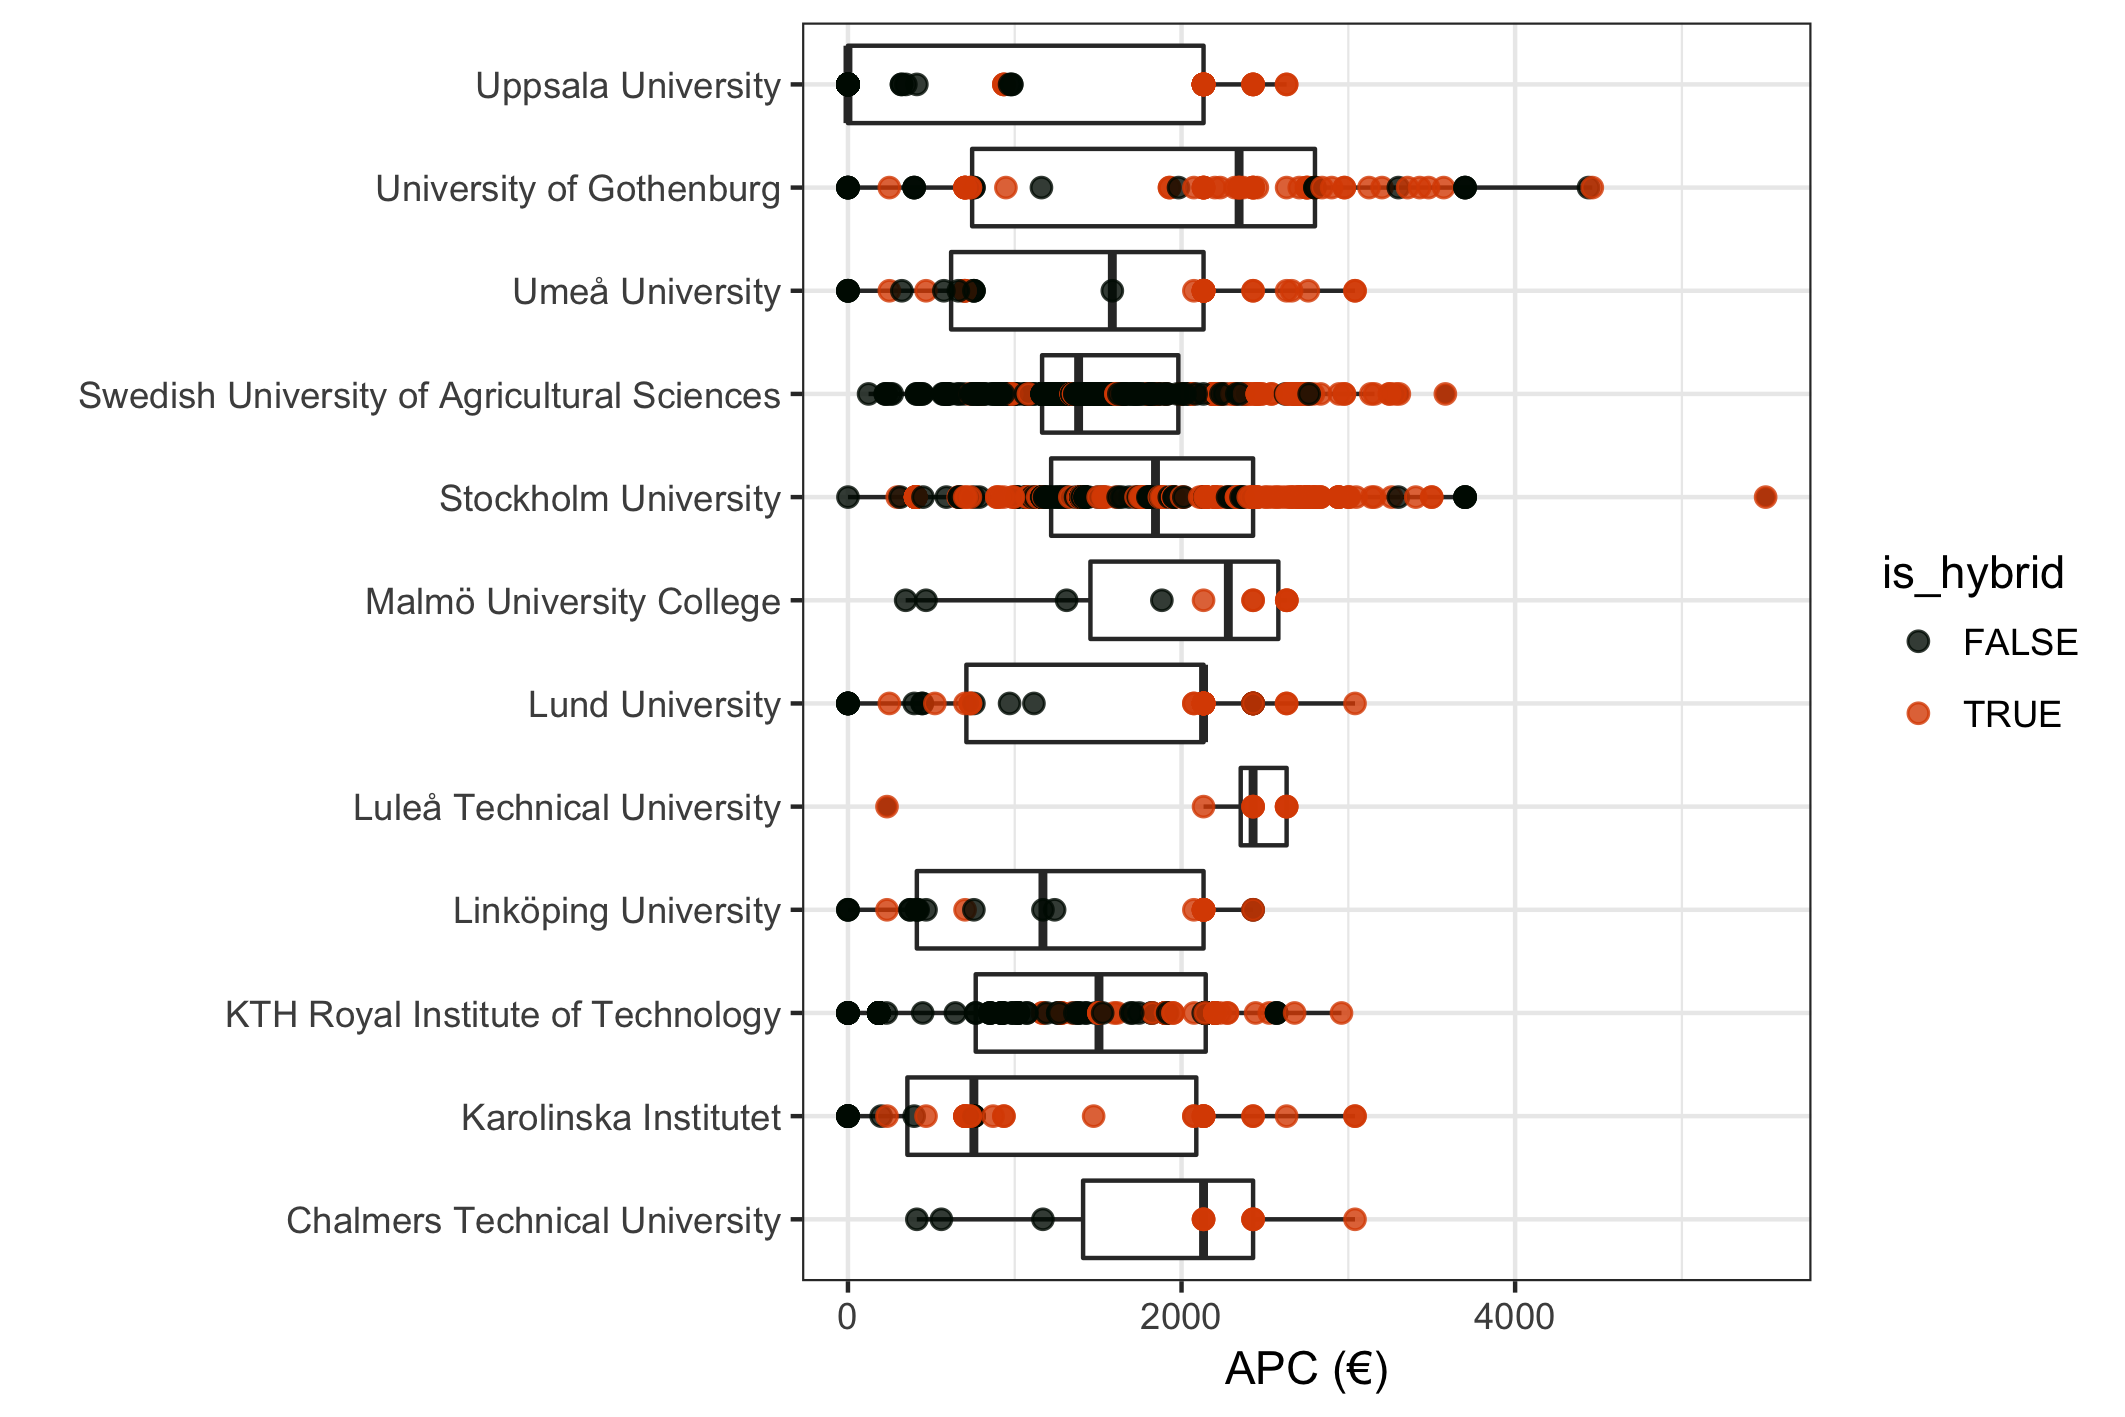 Uppsala University
University of Gothenburg
Umeå University
Swedish University of Agricultural Sciences
Stockholm University
Malmö University College
Lund University
Luleå Technical University
Linköping University
KTH Royal Institute of Technology
Karolinska Institutet
Chalmers Technical University
0 2000 4000
APC (€)
is_hybrid
FALSE
TRUE